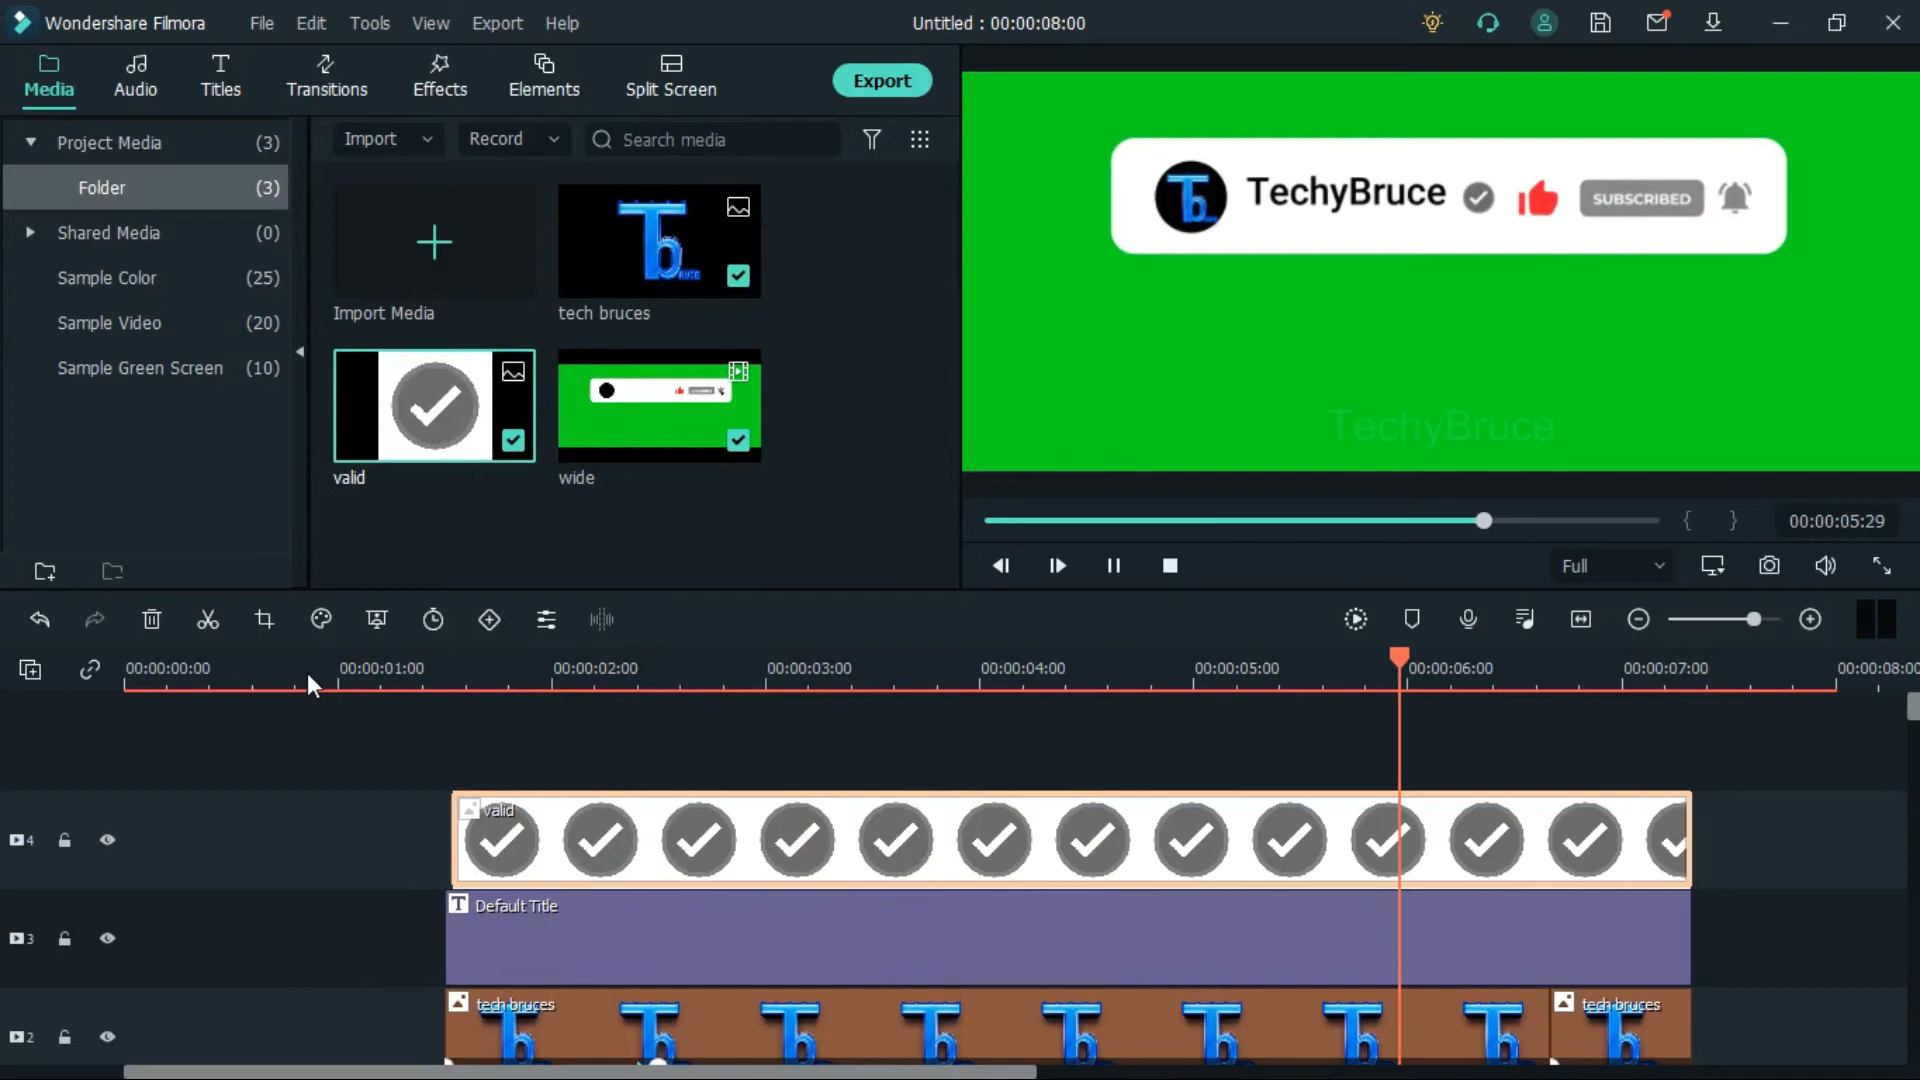 Wondershare Filmora
File
Edit
Tools
View
Export
Help
Untitled : 00:00:08:00
Media
Audio
Titles
Transitions
Effects
Elements
Split Screen
Export
Project Media (3)
Folder (3)
Shared Media (0)
Sample Color (25)
Sample Video (20)
Sample Green Screen (10)
Import
Record
Search media
Import Media
tech bruces
valid
wide
Tb
TechyBruce
SUBSCRIBED
TechyBruce
00:00:05:29
Full
00:00:00:00
00:00:01:00
00:00:02:00
00:00:03:00
00:00:04:00
00:00:05:00
00:00:06:00
00:00:07:00
00:00:08:00
4
valid
3
T Default Title
2
tech bruces
tech bruces